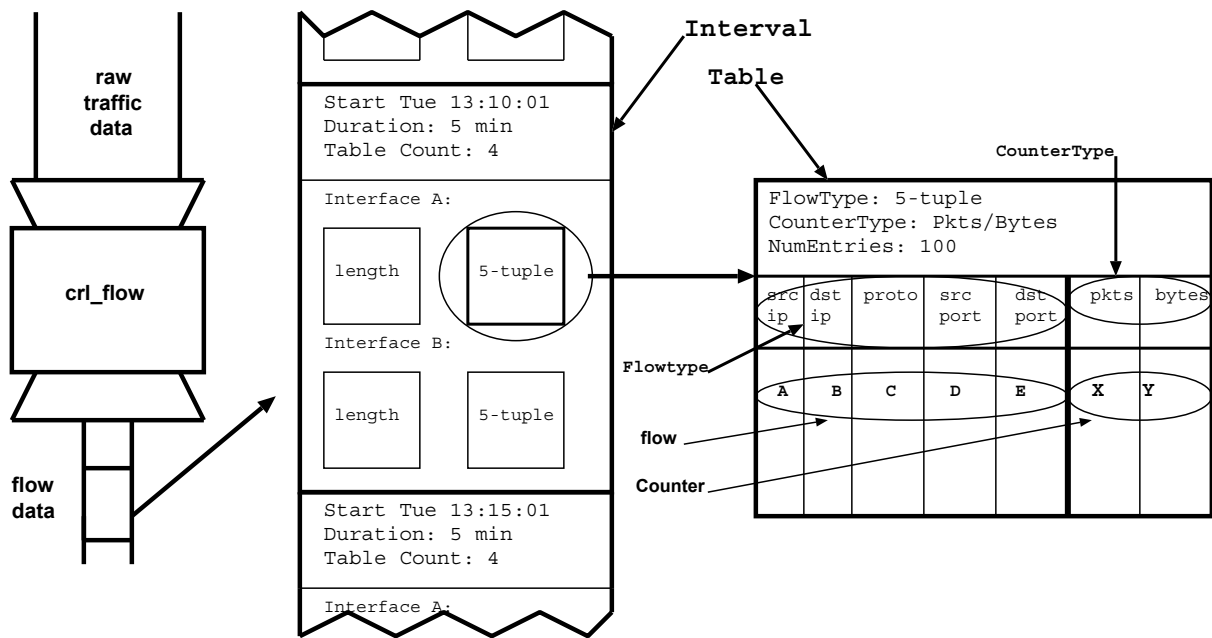 raw
traffic
data
crl_flow
flow
data
Start Tue 13:10:01
Duration: 5 min
Table Count: 4
Interface A:
length
5-tuple
Interface B:
length
5-tuple
Start Tue 13:15:01
Duration: 5 min
Table Count: 4
Interface A:
Interval
Table
CounterType
FlowType: 5-tuple
CounterType: Pkts/Bytes
NumEntries: 100
src ip
dst ip
proto
src port
dst port
pkts
bytes
Flowtype
A B C D E X Y
flow
Counter